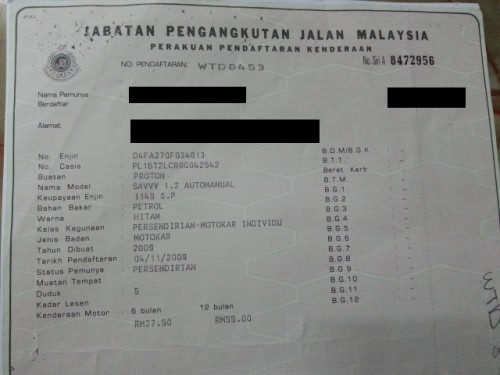 JABATAN PENGANGKUTAN JALAN MALAYSIA
PERAKUAN PENDAFTARAN KENDERAAN
NO. PENDAFTARAN: WTD6453
No. Siri A 8472956
Nama Pemunya
Berdaftar
Alamat
No. Enjin : D4FA270F034813 B.D.M/B.G.K
No. Casis : PL1BT2LCR9G042542 B.T.T.
Buatan : PROTON Berat Kerb
Nama Model : SAVVY 1.2 AUTOMANUAL B.T.M.
Keupayaan Enjin : 1149 S.P B.G.1
Bahan Bakar : PETROL B.G.2
Warna : HITAM B.G.3
Kelas Kegunaan : PERSENDIRIAN-MOTOKAR INDIVIDU B.G.4
Janis Badan : MOTOKAR B.G.5
Tahun Dibuat : 2009 B.G.6
Tarikh Pendaftaran : 04/11/2009 B.G.7
Status Pemunya : PERSENDIRIAN B.G.8
Muatan Tempat B.G.9
Duduk : 5 B.G.10
Kadar Lesen B.G.11
Kenderaan Motor : 6 bulan 12 bulan B.G.12
RM27.50 RM55.00